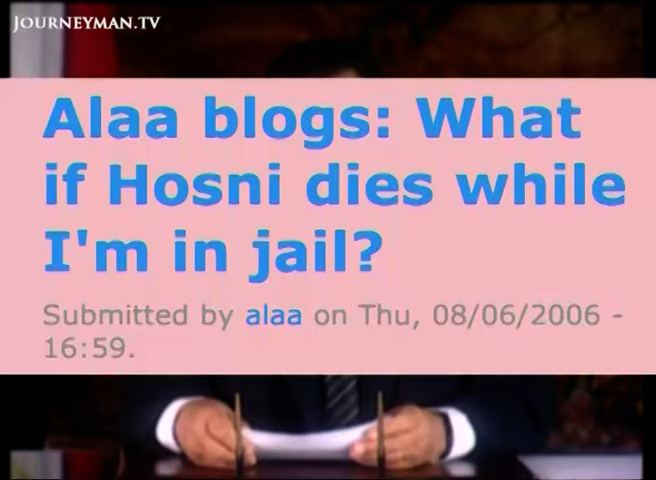 JOURNEYMAN.TV
Alaa blogs: What
if Hosni dies while
I'm in jail?
Submitted by alaa on Thu, 08/06/2006 -
16:59.